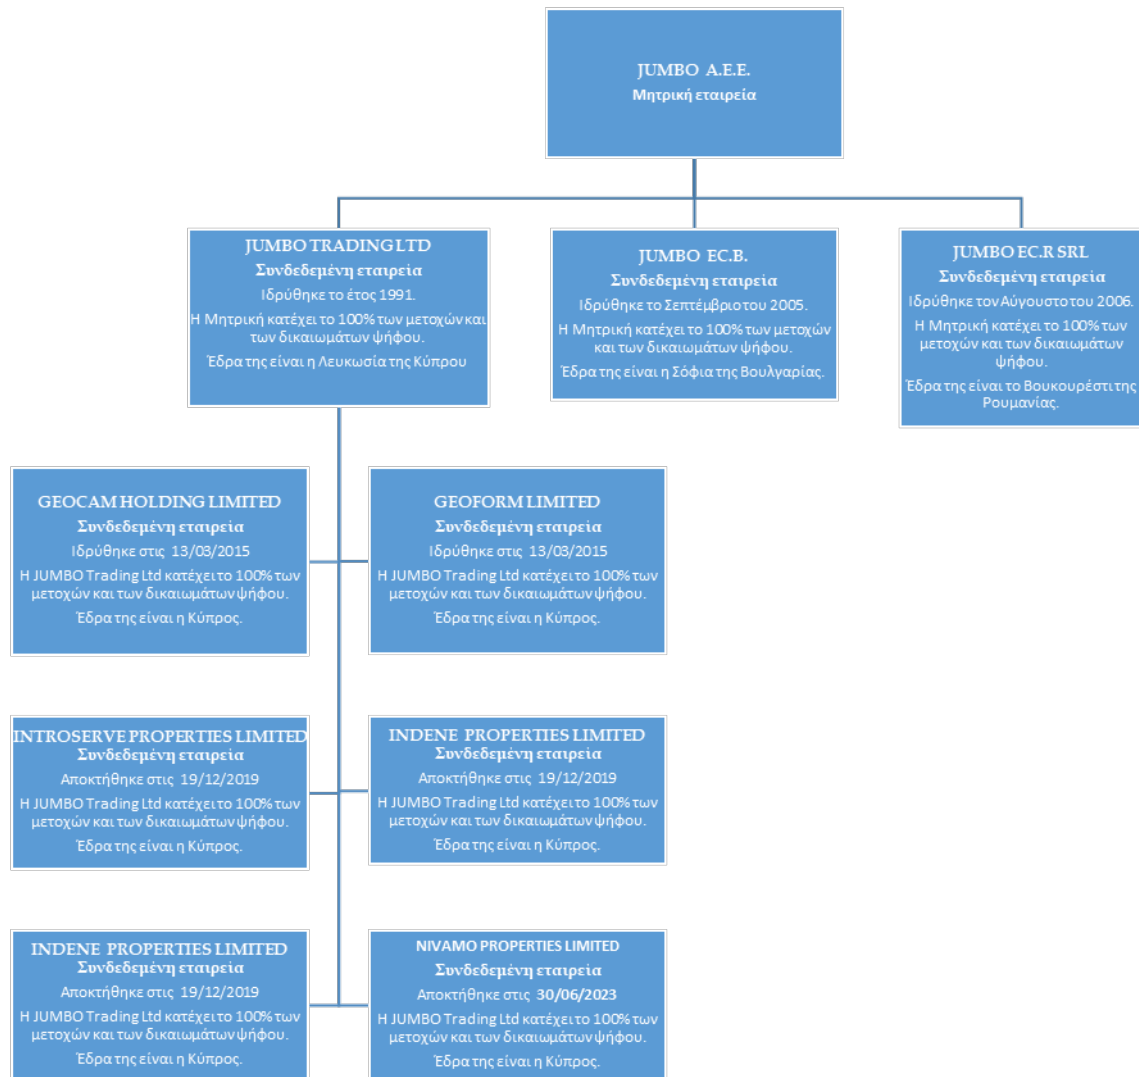 JUMBO A.E.E.
Μητρική εταιρεία
JUMBO TRADING LTD
Συνδεδεμένη εταιρεία
Ιδρύθηκε το έτος 1991.
Η Μητρική κατέχει το 100% των μετοχών και
των δικαιωμάτων ψήφου.
Έδρα της είναι η Λευκωσία της Κύπρου
JUMBO EC.B.
Συνδεδεμένη εταιρεία
Ιδρύθηκε το Σεπτέμβριο του 2005.
Η Μητρική κατέχει το 100% των μετοχών
και των δικαιωμάτων ψήφου.
Έδρα της είναι η Σόφια της Βουλγαρίας.
JUMBO EC.R SRL
Συνδεδεμένη εταιρεία
Ιδρύθηκε τον Αύγουστο του 2006.
Η Μητρική κατέχει το 100% των
μετοχών και των δικαιωμάτων
ψήφου.
Έδρα της είναι το Βουκουρέστι της
Ρουμανίας.
GEOCAM HOLDING LIMITED
Συνδεδεμένη εταιρεία
Ιδρύθηκε στις 13/03/2015
Η JUMBO Trading Ltd κατέχει το 100% των
μετοχών και των δικαιωμάτων ψήφου.
Έδρα της είναι η Κύπρος.
GEOFORM LIMITED
Συνδεδεμένη εταιρεία
Ιδρύθηκε στις 13/03/2015
Η JUMBO Trading Ltd κατέχει το 100% των
μετοχών και των δικαιωμάτων ψήφου.
Έδρα της είναι η Κύπρος.
INTROSERVE PROPERTIES LIMITED
Συνδεδεμένη εταιρεία
Αποκτήθηκε στις 19/12/2019
Η JUMBO Trading Ltd κατέχει το 100% των
μετοχών και των δικαιωμάτων ψήφου.
Έδρα της είναι η Κύπρος.
INDENE PROPERTIES LIMITED
Συνδεδεμένη εταιρεία
Αποκτήθηκε στις 19/12/2019
Η JUMBO Trading Ltd κατέχει το 100% των
μετοχών και των δικαιωμάτων ψήφου.
Έδρα της είναι η Κύπρος.
INDENE PROPERTIES LIMITED
Συνδεδεμένη εταιρεία
Αποκτήθηκε στις 19/12/2019
Η JUMBO Trading Ltd κατέχει το 100% των
μετοχών και των δικαιωμάτων ψήφου.
Έδρα της είναι η Κύπρος.
NIVAMO PROPERTIES LIMITED
Συνδεδεμένη εταιρεία
Αποκτήθηκε στις 30/06/2023
Η JUMBO Trading Ltd κατέχει το 100% των
μετοχών και των δικαιωμάτων ψήφου.
Έδρα της είναι η Κύπρος.